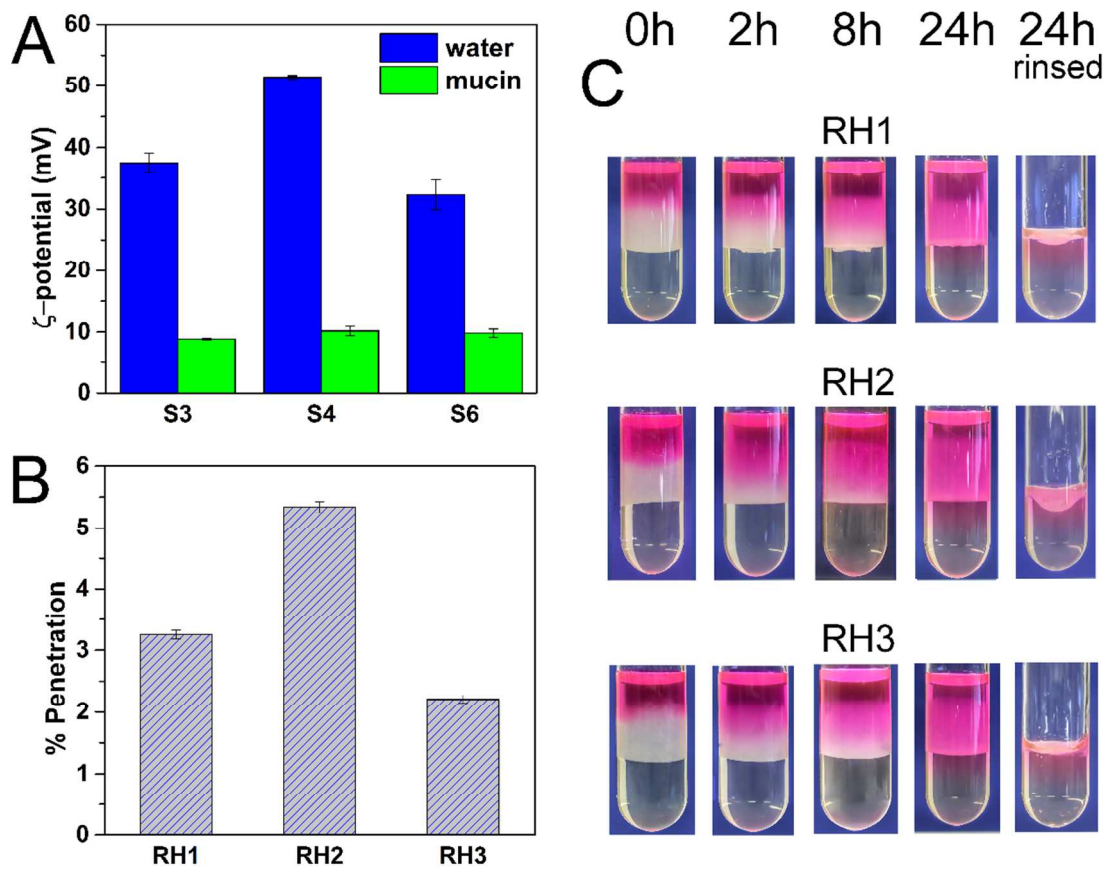 A
ζ–potential (mV)
60
50
40
30
20
10
0
water
mucin
S3 S4 S6
B
% Penetration
6
5
4
3
2
1
0
RH1 RH2 RH3
0h 2h 8h 24h 24h
rinsed
C
RH1
RH2
RH3